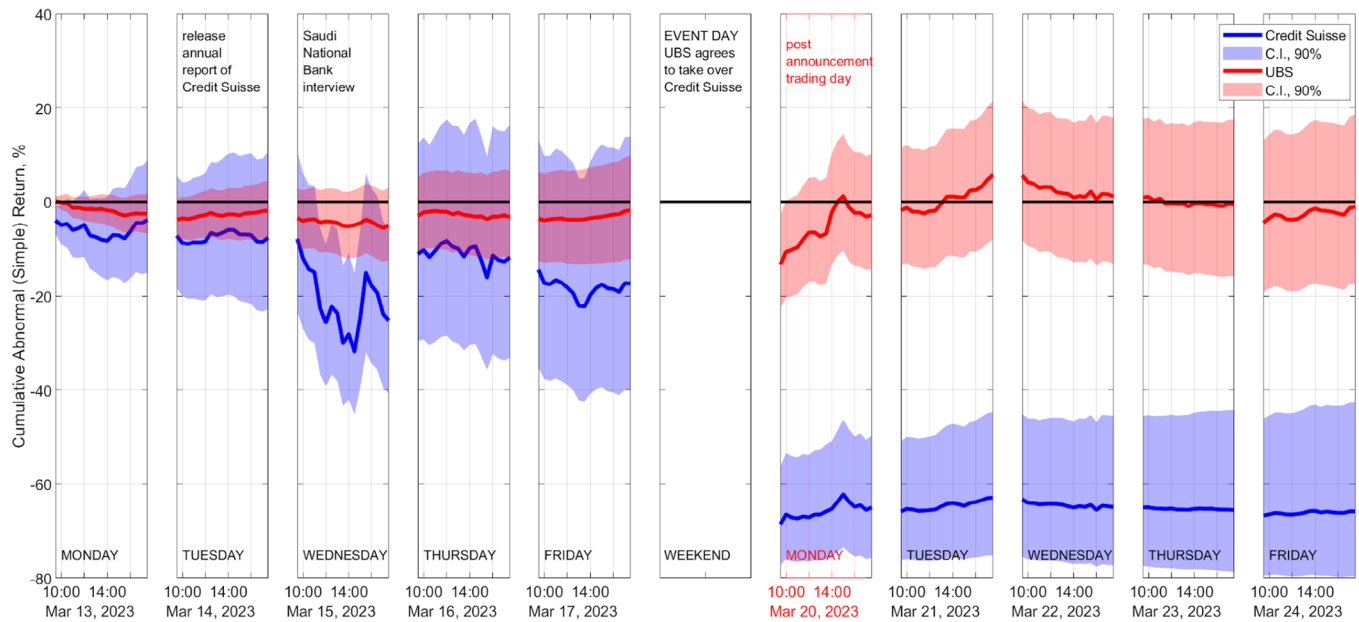 40
20
0
-20
-40
-60
-80
Cumulative Abnormal (Simple) Return, %
release
annual
report of
Credit Suisse
Saudi
National
Bank
interview
EVENT DAY
UBS agrees
to take over
Credit Suisse
post
announcement
trading day
Credit Suisse
C.I., 90%
UBS
C.I., 90%
MONDAY
TUESDAY
WEDNESDAY
THURSDAY
FRIDAY
WEEKEND
MONDAY
TUESDAY
WEDNESDAY
THURSDAY
FRIDAY
10:00 14:00
Mar 13, 2023
10:00 14:00
Mar 14, 2023
10:00 14:00
Mar 15, 2023
10:00 14:00
Mar 16, 2023
10:00 14:00
Mar 17, 2023
10:00 14:00
Mar 20, 2023
10:00 14:00
Mar 21, 2023
10:00 14:00
Mar 22, 2023
10:00 14:00
Mar 23, 2023
10:00 14:00
Mar 24, 2023